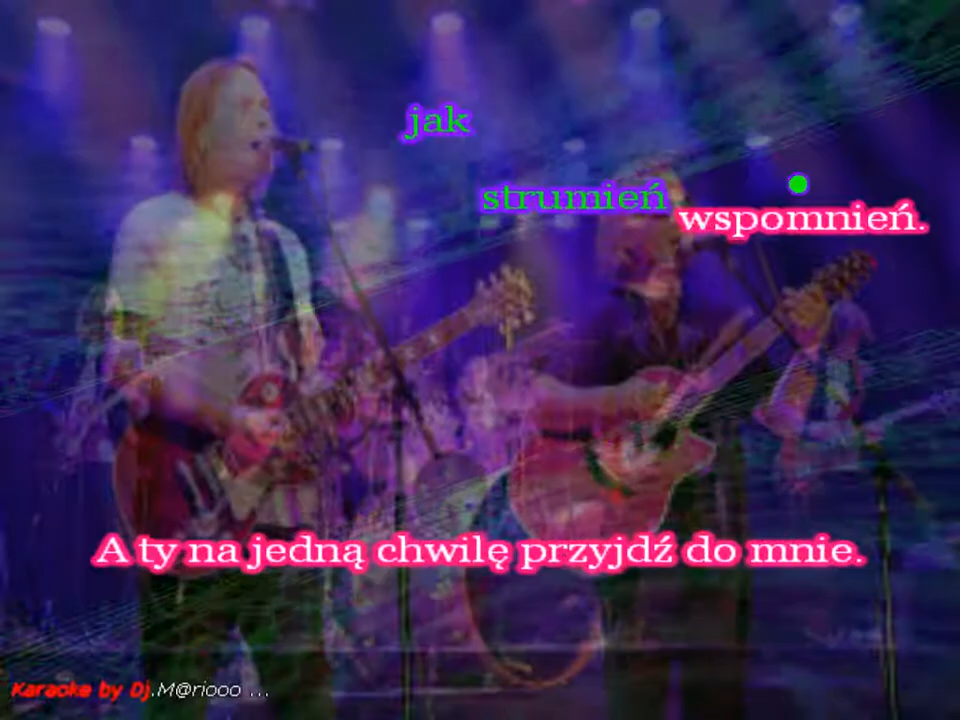 jak
strumień
wspomnień.
A ty na jedną chwilę przyjdź do mnie.
Karaoke by Dj.M@riooo ...